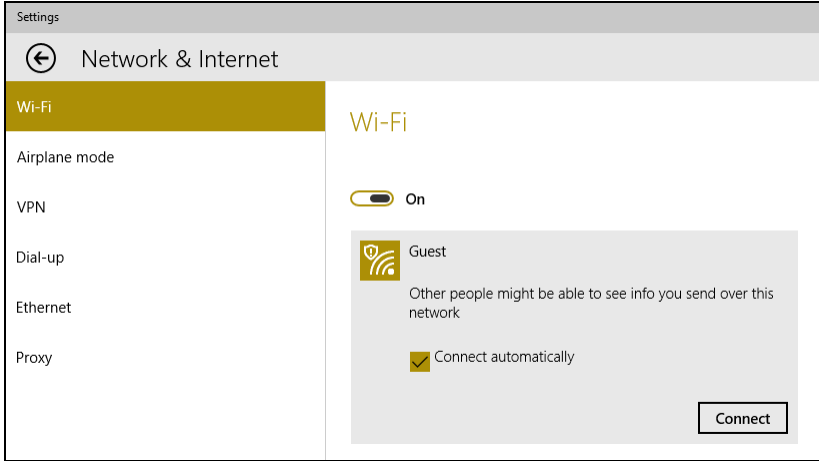 Settings
Network & Internet
Wi-Fi
Airplane mode
VPN
Dial-up
Ethernet
Proxy
Wi-Fi
On
Guest
Other people might be able to see info you send over this
network
Connect automatically
Connect